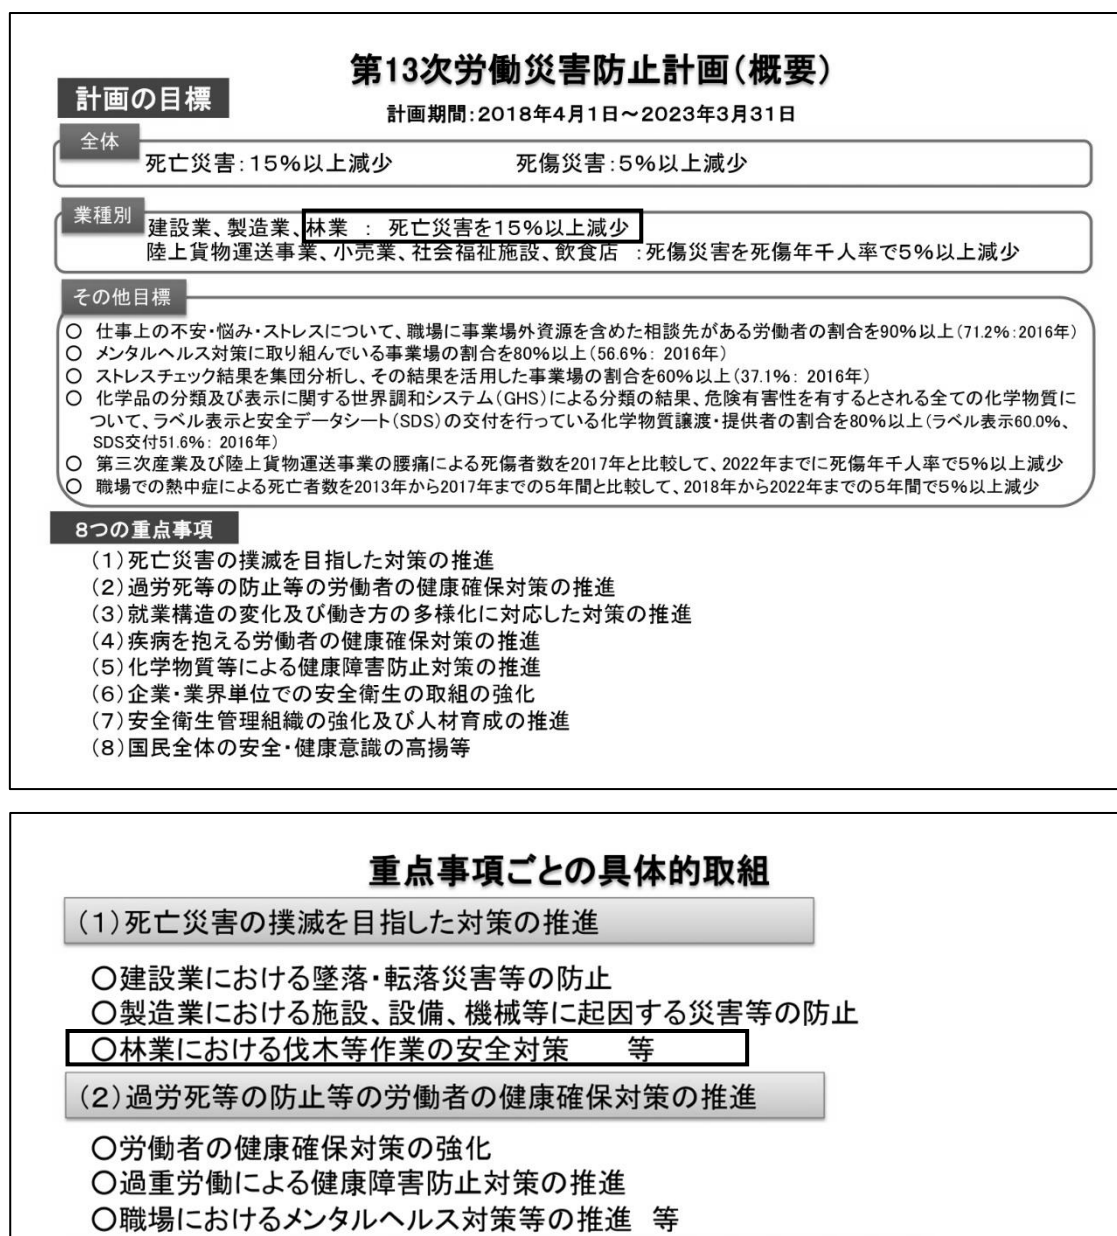 第13次労働災害防止計画(概要)
計画の目標
計画期間:2018年4月1日～2023年3月31日
全体
死亡災害:15%以上減少　死傷災害:5%以上減少
業種別
建設業、製造業、林業 : 死亡災害を15%以上減少
陸上貨物運送事業、小売業、社会福祉施設、飲食店 :死傷災害を死傷年千人率で5%以上減少
その他目標
○ 仕事上の不安・悩み・ストレスについて、職場に事業場外資源を含めた相談先がある労働者の割合を90%以上(71.2%:2016年)
○ メンタルヘルス対策に取り組んでいる事業場の割合を80%以上(56.6%: 2016年)
○ ストレスチェック結果を集団分析し、その結果を活用した事業場の割合を60%以上(37.1%: 2016年)
○ 化学品の分類及び表示に関する世界調和システム(GHS)による分類の結果、危険有害性を有するとされる全ての化学物質に
ついて、ラベル表示と安全データシート(SDS)の交付を行っている化学物質譲渡・提供者の割合を80%以上(ラベル表示60.0%、
SDS交付51.6%: 2016年)
○ 第三次産業及び陸上貨物運送事業の腰痛による死傷者数を2017年と比較して、2022年までに死傷年千人率で5%以上減少
○ 職場での熱中症による死亡者数を2013年から2017年までの5年間と比較して、2018年から2022年までの5年間で5%以上減少
8つの重点事項
(1)死亡災害の撲滅を目指した対策の推進
(2)過労死等の防止等の労働者の健康確保対策の推進
(3)就業構造の変化及び働き方の多様化に対応した対策の推進
(4)疾病を抱える労働者の健康確保対策の推進
(5)化学物質等による健康障害防止対策の推進
(6)企業・業界単位での安全衛生の取組の強化
(7)安全衛生管理組織の強化及び人材育成の推進
(8)国民全体の安全・健康意識の高揚等
重点事項ごとの具体的取組
(1)死亡災害の撲滅を目指した対策の推進
○建設業における墜落・転落災害等の防止
○製造業における施設、設備、機械等に起因する災害等の防止
○林業における伐木等作業の安全対策　等
(2)過労死等の防止等の労働者の健康確保対策の推進
○労働者の健康確保対策の強化
○過重労働による健康障害防止対策の推進
○職場におけるメンタルヘルス対策等の推進 等